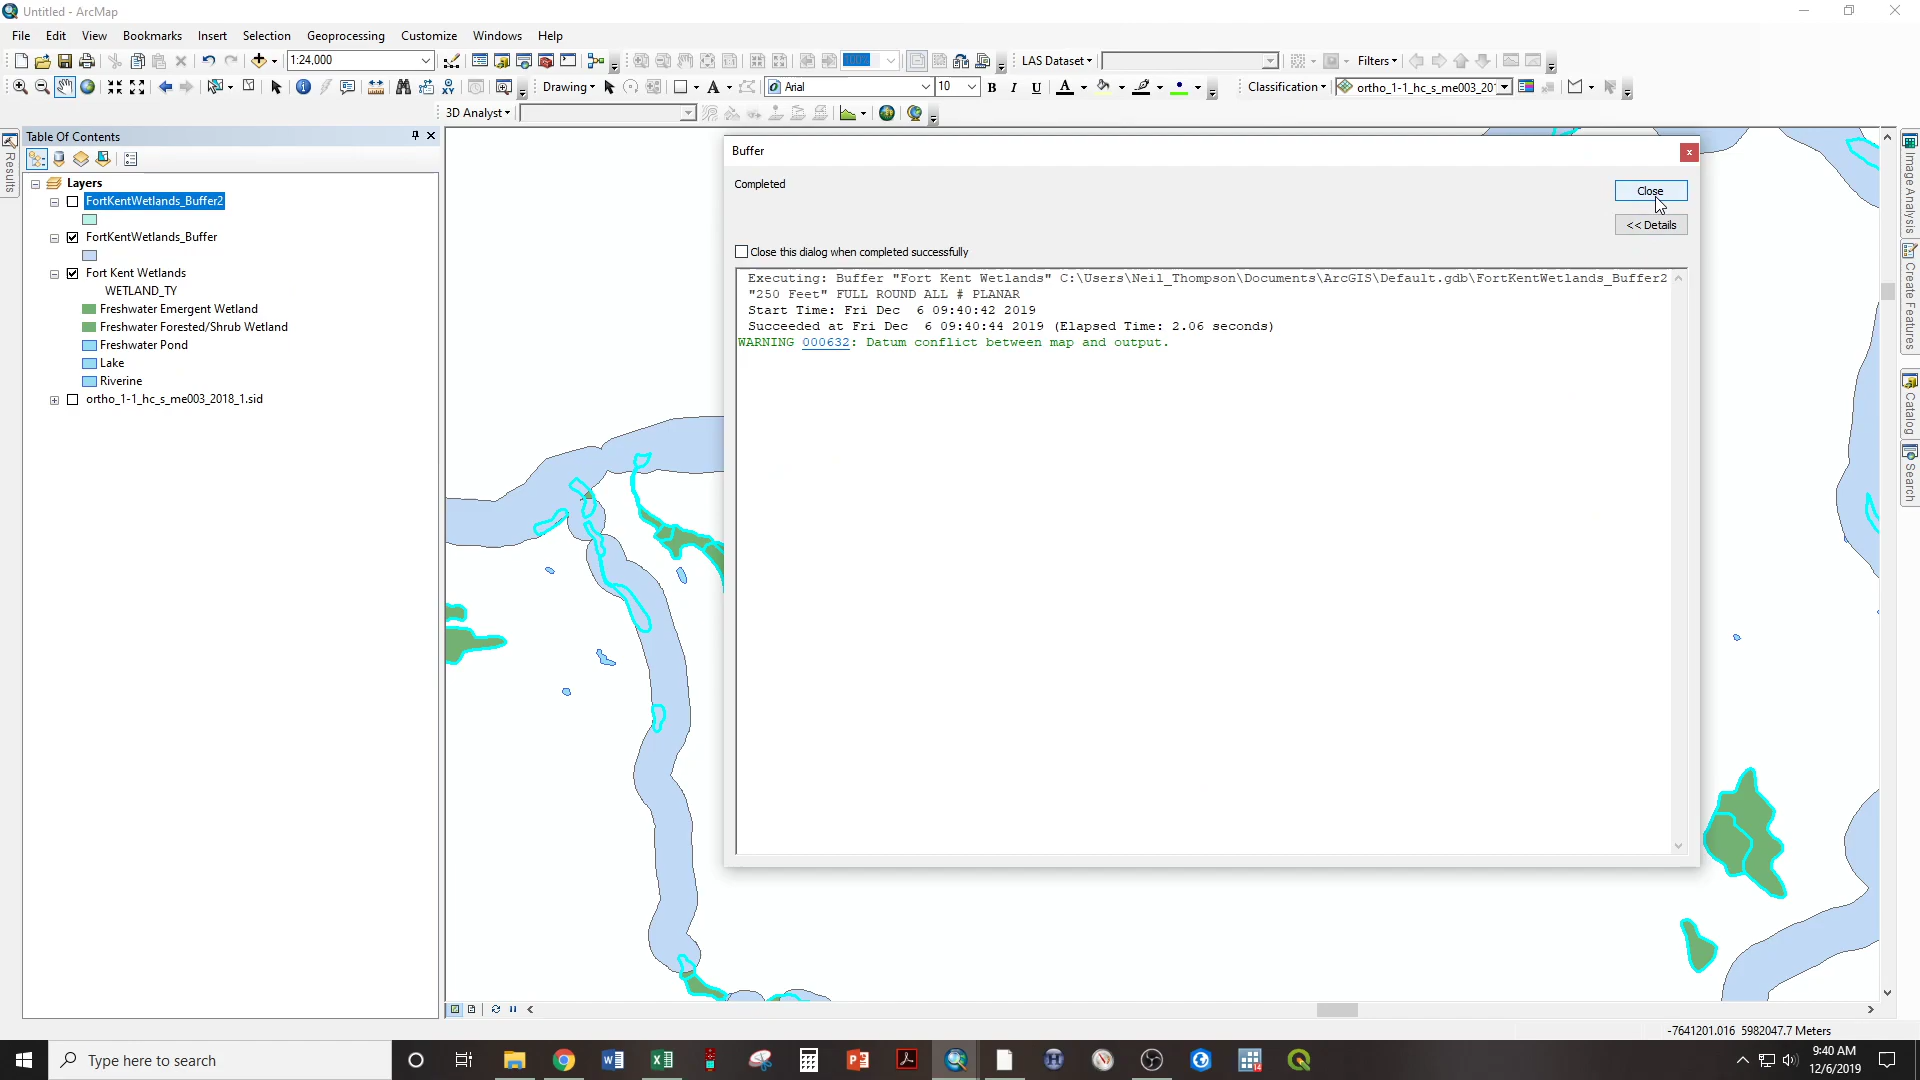 Untitled - ArcMap
File Edit View Bookmarks Insert Selection Geoprocessing Customize Windows Help
1:24,000
100%
LAS Dataset
Filters
Drawing
A
Arial
10
B I U A
Classification
ortho_1-1_hc_s_me003_201
3D Analyst
Results
Table Of Contents
Layers
FortKentWetlands_Buffer2
FortKentWetlands_Buffer
Fort Kent Wetlands
WETLAND_TY
Freshwater Emergent Wetland
Freshwater Forested/Shrub Wetland
Freshwater Pond
Lake
Riverine
ortho_1-1_hc_s_me003_2018_1.sid
Buffer
Completed
Close
<< Details
Close this dialog when completed successfully
Executing: Buffer "Fort Kent Wetlands" C:\Users\Neil_Thompson\Documents\ArcGIS\Default.gdb\FortKentWetlands_Buffer2
"250 Feet" FULL ROUND ALL # PLANAR
Start Time: Fri Dec  6 09:40:42 2019
Succeeded at Fri Dec  6 09:40:44 2019 (Elapsed Time: 2.06 seconds)
WARNING 000632: Datum conflict between map and output.
Image Analysis
Create Features
Catalog
Search
-7641201.016 5982047.7 Meters
Type here to search
9:40 AM
12/6/2019